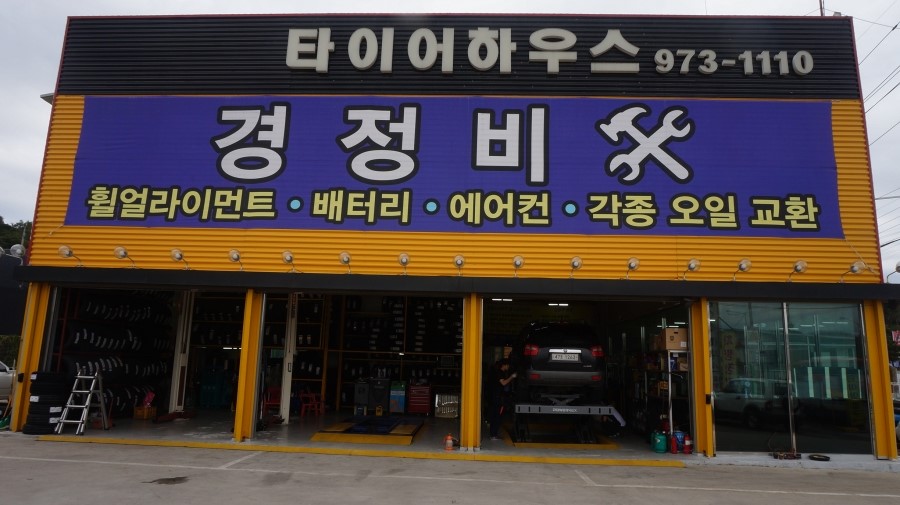 타이어하우스 973-1110
경정비
휠얼라이먼트 • 배터리 • 에어컨 • 각종 오일 교환